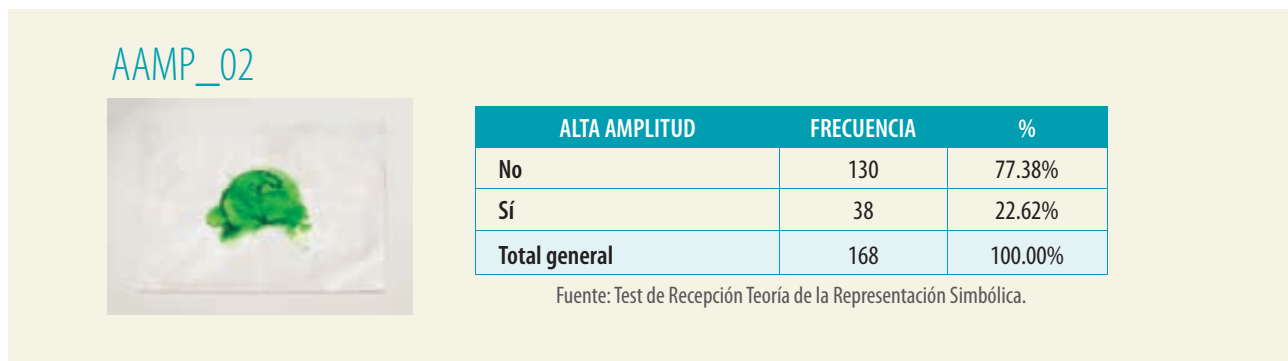 AAMP_02
ALTA AMPLITUD FRECUENCIA %
No 130 77.38%
Sí 38 22.62%
Total general 168 100.00%
Fuente: Test de Recepción Teoría de la Representación Simbólica.